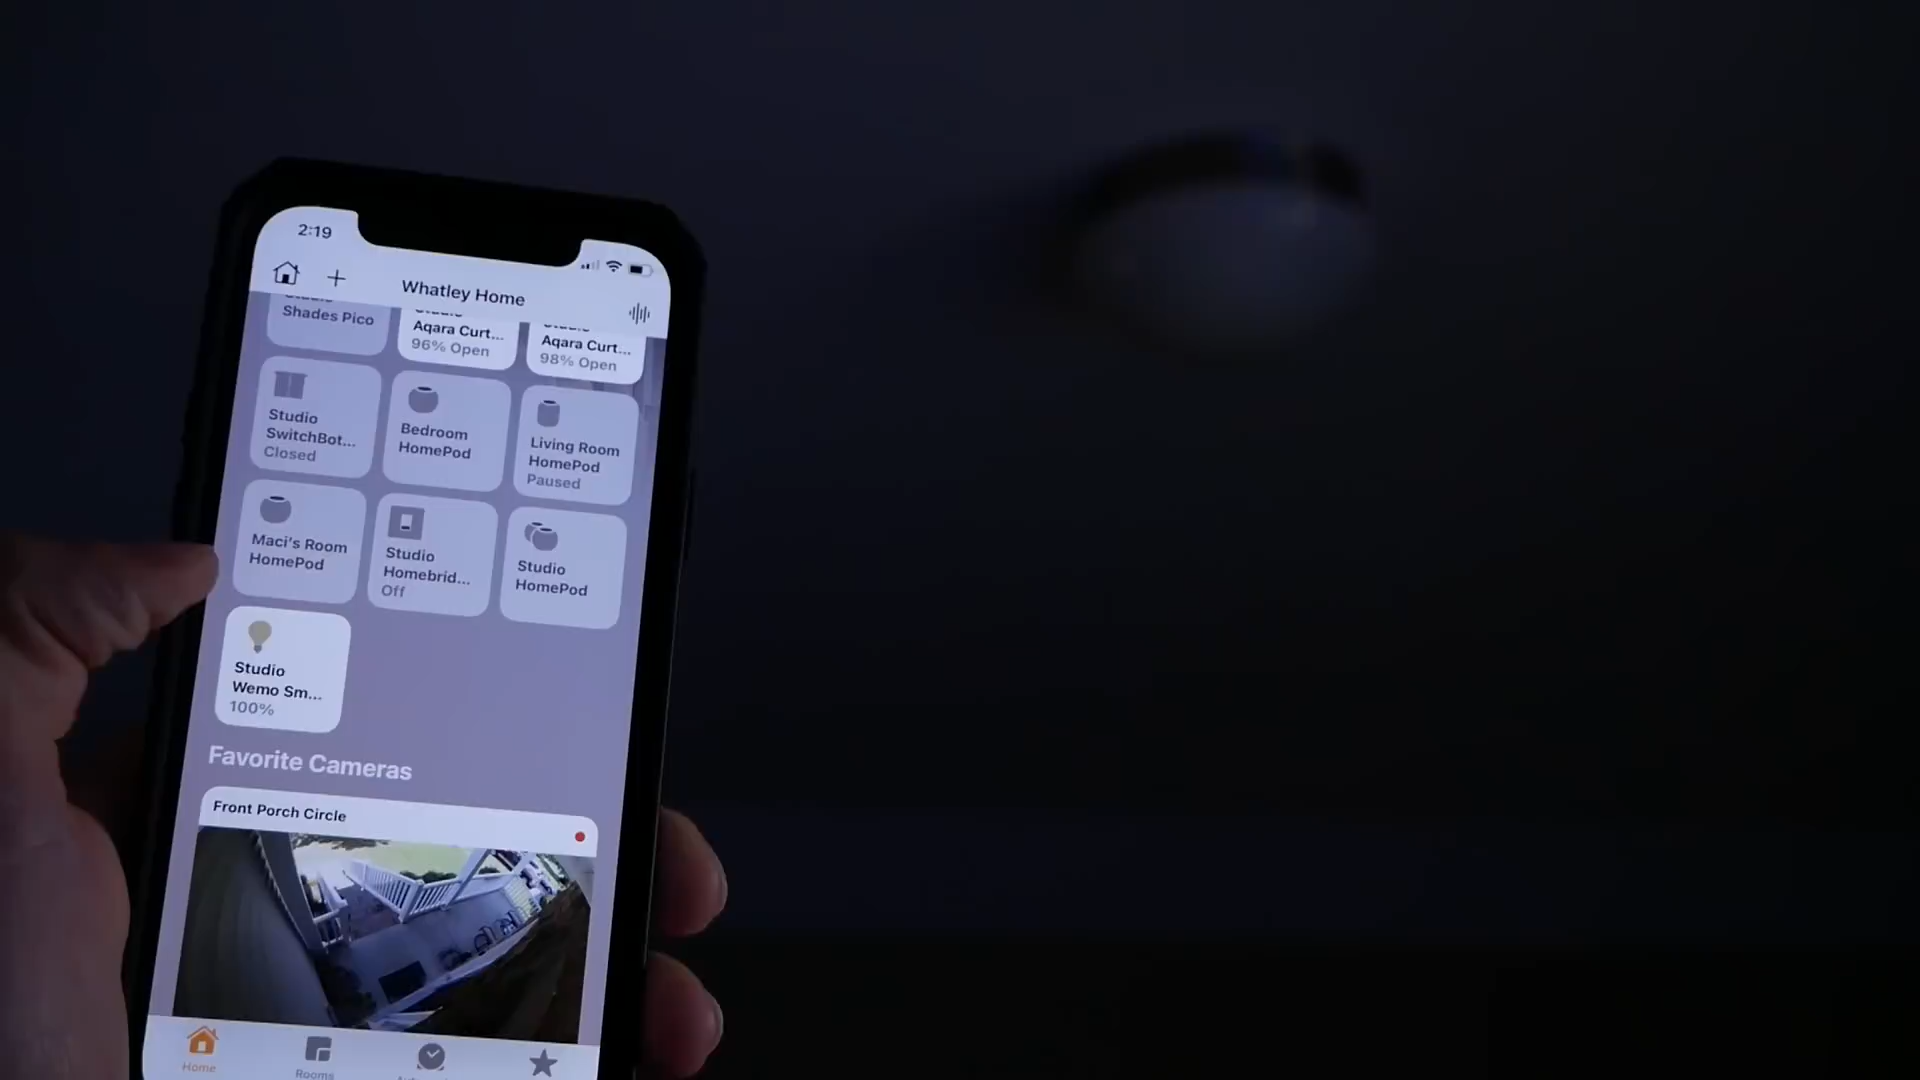 2:19
Whatley Home
Shades Pico
Aqara Curt...
96% Open
Aqara Curt...
98% Open
Studio
SwitchBot...
Closed
Bedroom
HomePod
Living Room
HomePod
Paused
Maci's Room
HomePod
Studio
Homebrid...
Off
Studio
HomePod
Studio
Wemo Sm...
100%
Favorite Cameras
Front Porch Circle
Home
Rooms